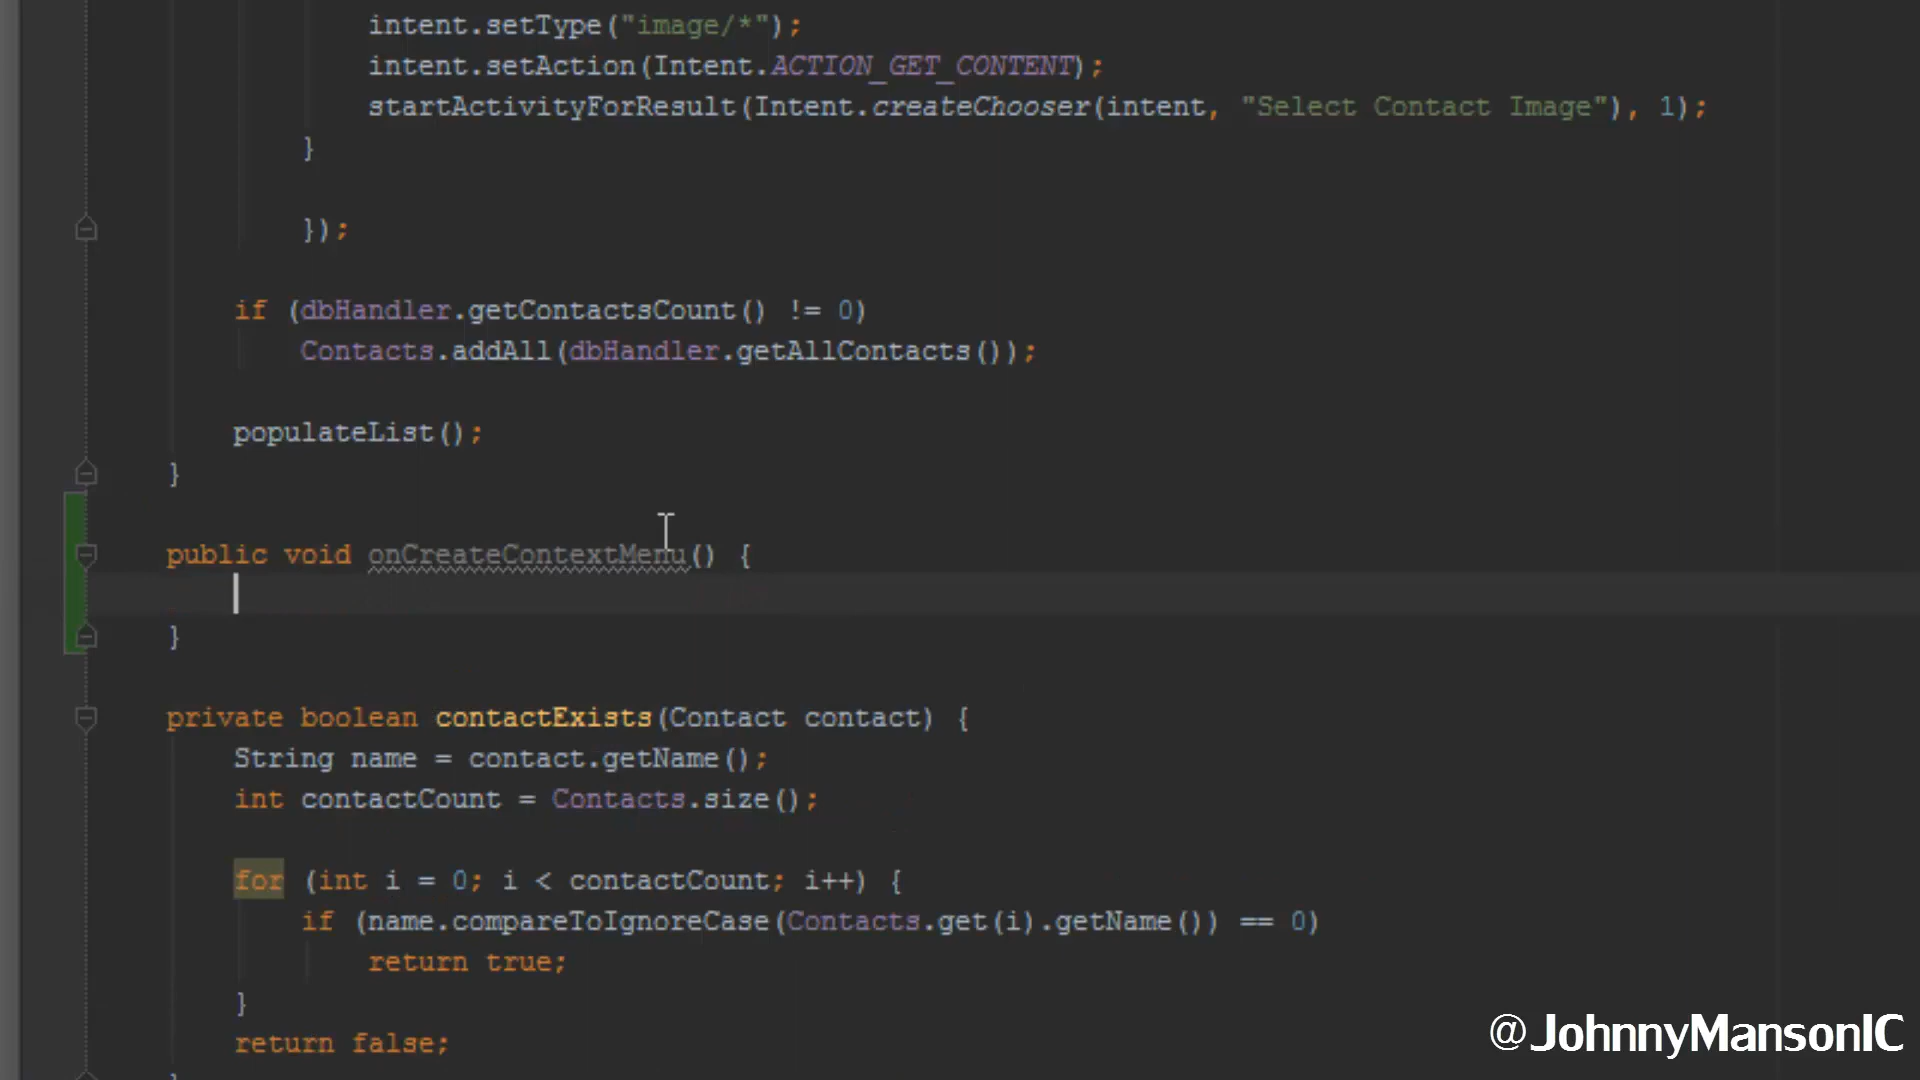 intent.setType("image/*");
intent.setAction(Intent.ACTION_GET_CONTENT);
startActivityForResult(Intent.createChooser(intent, "Select Contact Image"), 1);
}
});
if (dbHandler.getContactsCount() != 0)
Contacts.addAll(dbHandler.getAllContacts());
populateList();
}
public void onCreateContextMenu() {
}
private boolean contactExists(Contact contact) {
String name = contact.getName();
int contactCount = Contacts.size();
for (int i = 0; i < contactCount; i++) {
if (name.compareToIgnoreCase(Contacts.get(i).getName()) == 0)
return true;
}
return false;
@JohnnyMansonIC